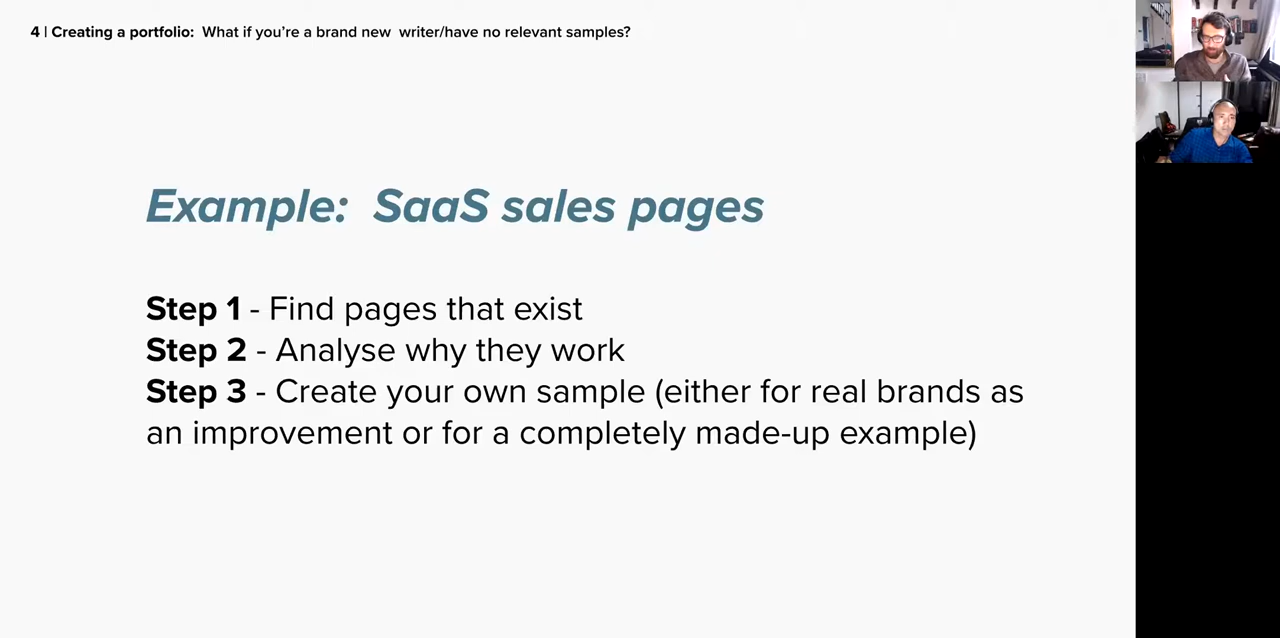 4 | Creating a portfolio: What if you're a brand new writer/have no relevant samples?
Example: SaaS sales pages
Step 1 - Find pages that exist
Step 2 - Analyse why they work
Step 3 - Create your own sample (either for real brands as
an improvement or for a completely made-up example)